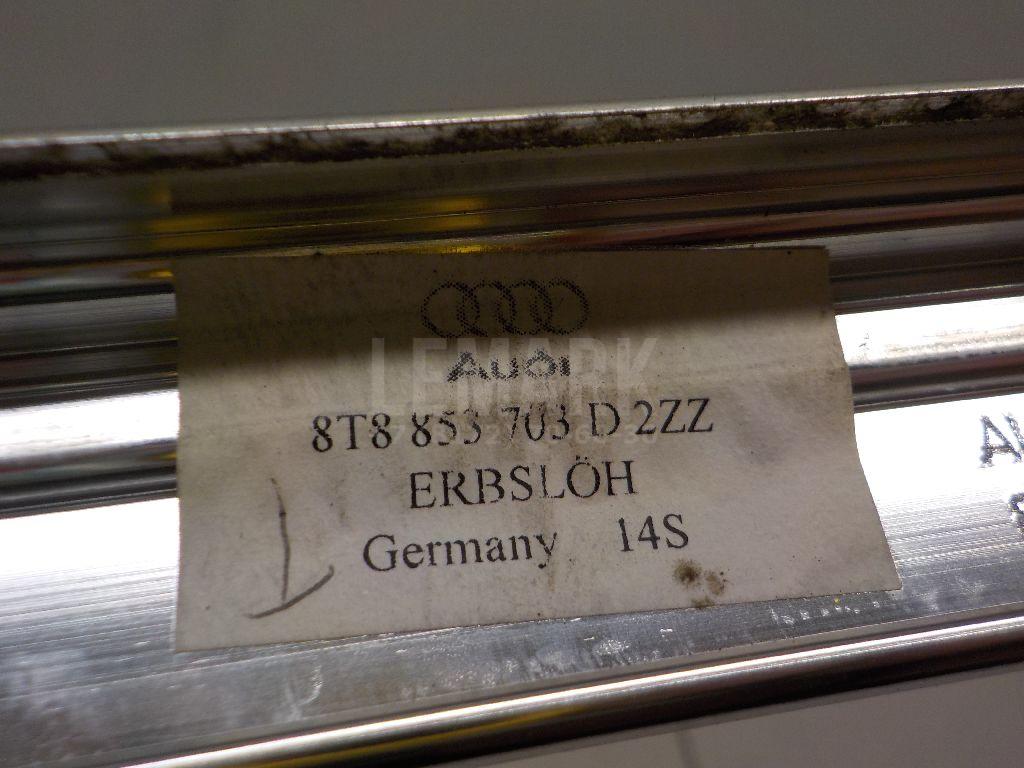 Audi
8T8 853 703 D 2ZZ
ERBSLÖH
Germany 14S
LEMARK